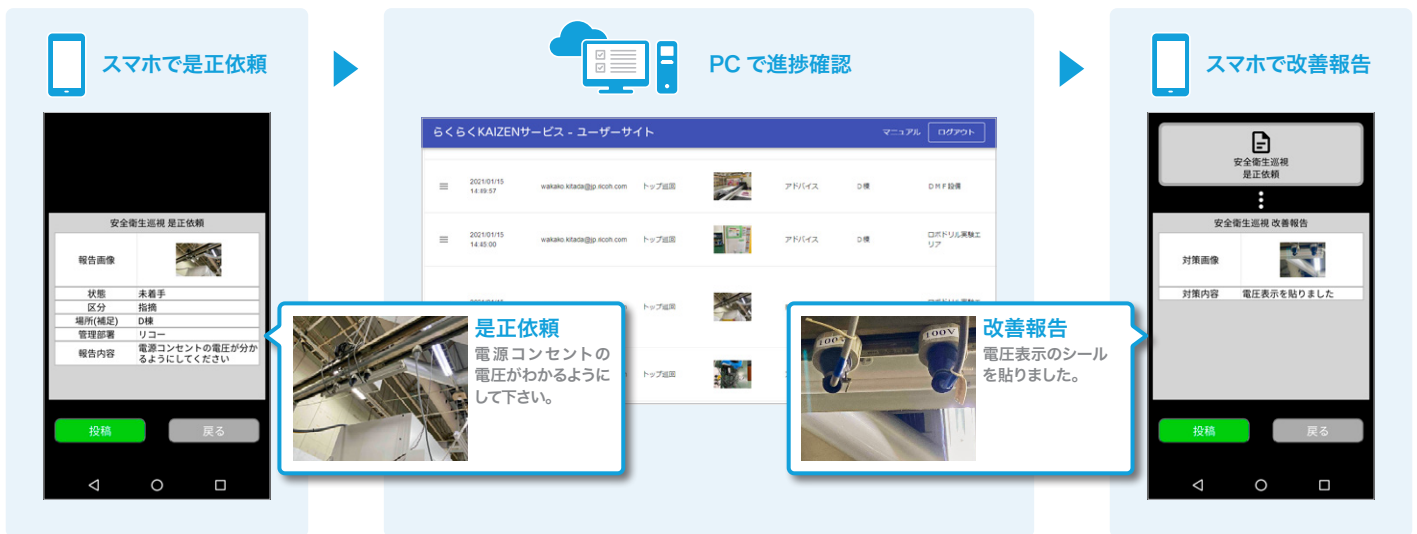 スマホで是正依頼
安全衛生巡視 是正依頼
報告画像
状態 未着手
区分 指摘
場所(補足) D棟
管理部署 リコー
報告内容 電源コンセントの電圧が分か
るようにしてください
投稿 戻る
是正依頼
電源コンセントの
電圧がわかるように
して下さい。
PCで進捗確認
らくらくKAIZENサービス - ユーザーサイト マニュアル ログアウト
2021/01/15
14:49:57
wakako.kitada@jp.ricoh.com トップ巡回 アドバイス D棟 DMF設備
2021/01/15
14:45:00
wakako.kitada@jp.ricoh.com トップ巡回 アドバイス D棟 ロボドリル実験エ
リア
トップ巡回
トップ巡回
100V
100V
改善報告
電圧表示のシール
を貼りました。
スマホで改善報告
安全衛生巡視
是正依頼
安全衛生巡視 改善報告
対策画像
対策内容 電圧表示を貼りました
投稿 戻る